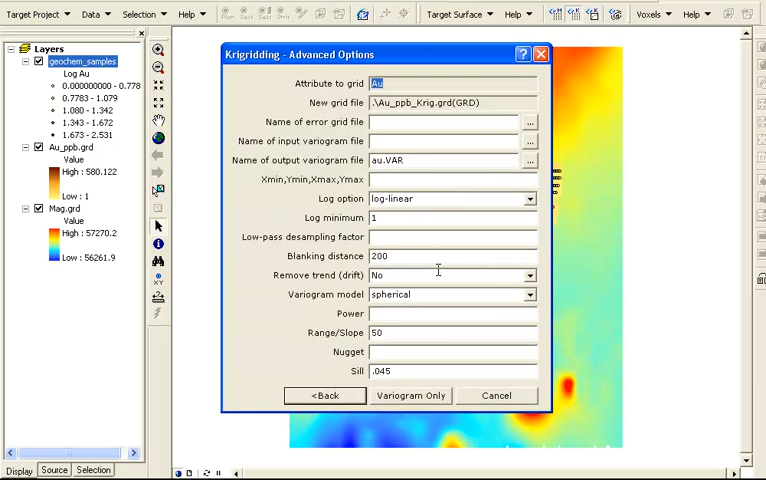 Target Project Data Selection Help Target Surface Help Voxels Help
Layers
geochem_samples
Log Au
0.00000000 - 0.778
0.7783 - 1.079
1.080 - 1.342
1.343 - 1.672
1.673 - 2.531
Au_ppb.grd
Value
High : 580.122
Low : 1
Mag.grd
Value
High : 57270.2
Low : 56261.9
Display Source Selection
Krigridding - Advanced Options
Attribute to grid Au
New grid file .\Au_ppb_Krig.grd(GRD)
Name of error grid file ...
Name of input variogram file ...
Name of output variogram file au.VAR ...
Xmin,Ymin,Xmax,Ymax
Log option log-linear
Log minimum 1
Low-pass desampling factor
Blanking distance 200
Remove trend (drift) No
Variogram model spherical
Power
Range/Slope 50
Nugget
Sill .045
<Back Variogram Only Cancel